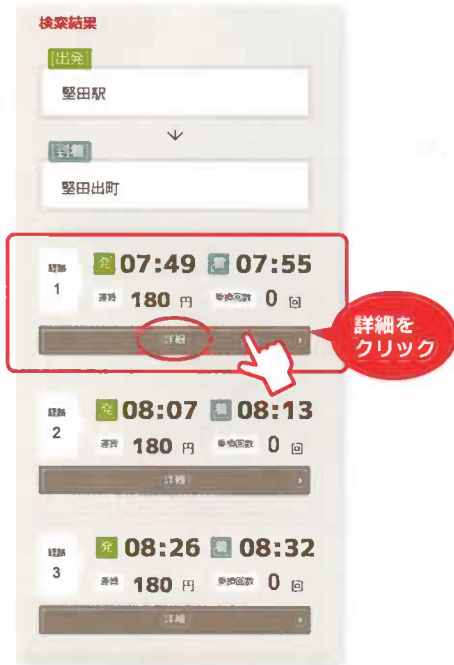 検索結果
[出発]
堅田駅
↓
[到着]
堅田出町
経路 1
発 07:49 着 07:55
運賃 180 円 乗換回数 0 回
詳細
詳細を
クリック
経路 2
発 08:07 着 08:13
運賃 180 円 乗換回数 0 回
詳細
経路 3
発 08:26 着 08:32
運賃 180 円 乗換回数 0 回
詳細